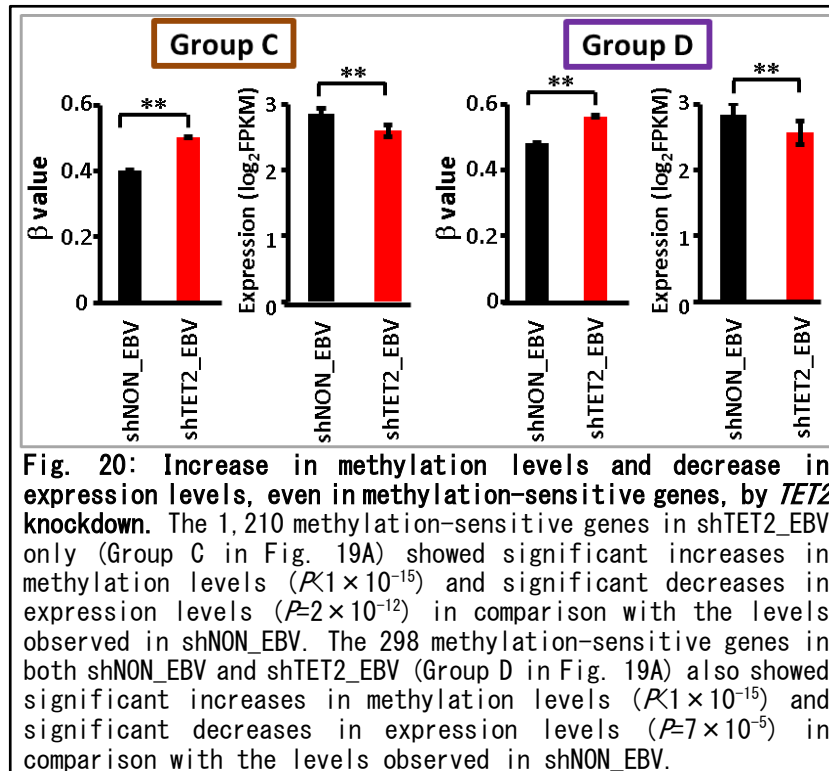 Group C
Group D
**
**
**
**
β value
0.6
0.4
0.2
0
shNON_EBV
shTET2_EBV
Expression (log₂FPKM)
3
2
1
0
shNON_EBV
shTET2_EBV
β value
0.6
0.4
0.2
0
shNON_EBV
shTET2_EBV
Expression (log₂FPKM)
3
2
1
0
shNON_EBV
shTET2_EBV
Fig. 20: Increase in methylation levels and decrease in
expression levels, even in methylation-sensitive genes, by TET2
knockdown. The 1,210 methylation-sensitive genes in shTET2_EBV
only (Group C in Fig. 19A) showed significant increases in
methylation levels (P<1×10⁻¹⁵) and significant decreases in
expression levels (P=2×10⁻¹²) in comparison with the levels
observed in shNON_EBV. The 298 methylation-sensitive genes in
both shNON_EBV and shTET2_EBV (Group D in Fig. 19A) also showed
significant increases in methylation levels (P<1×10⁻¹⁵) and
significant decreases in expression levels (P=7×10⁻⁵) in
comparison with the levels observed in shNON_EBV.